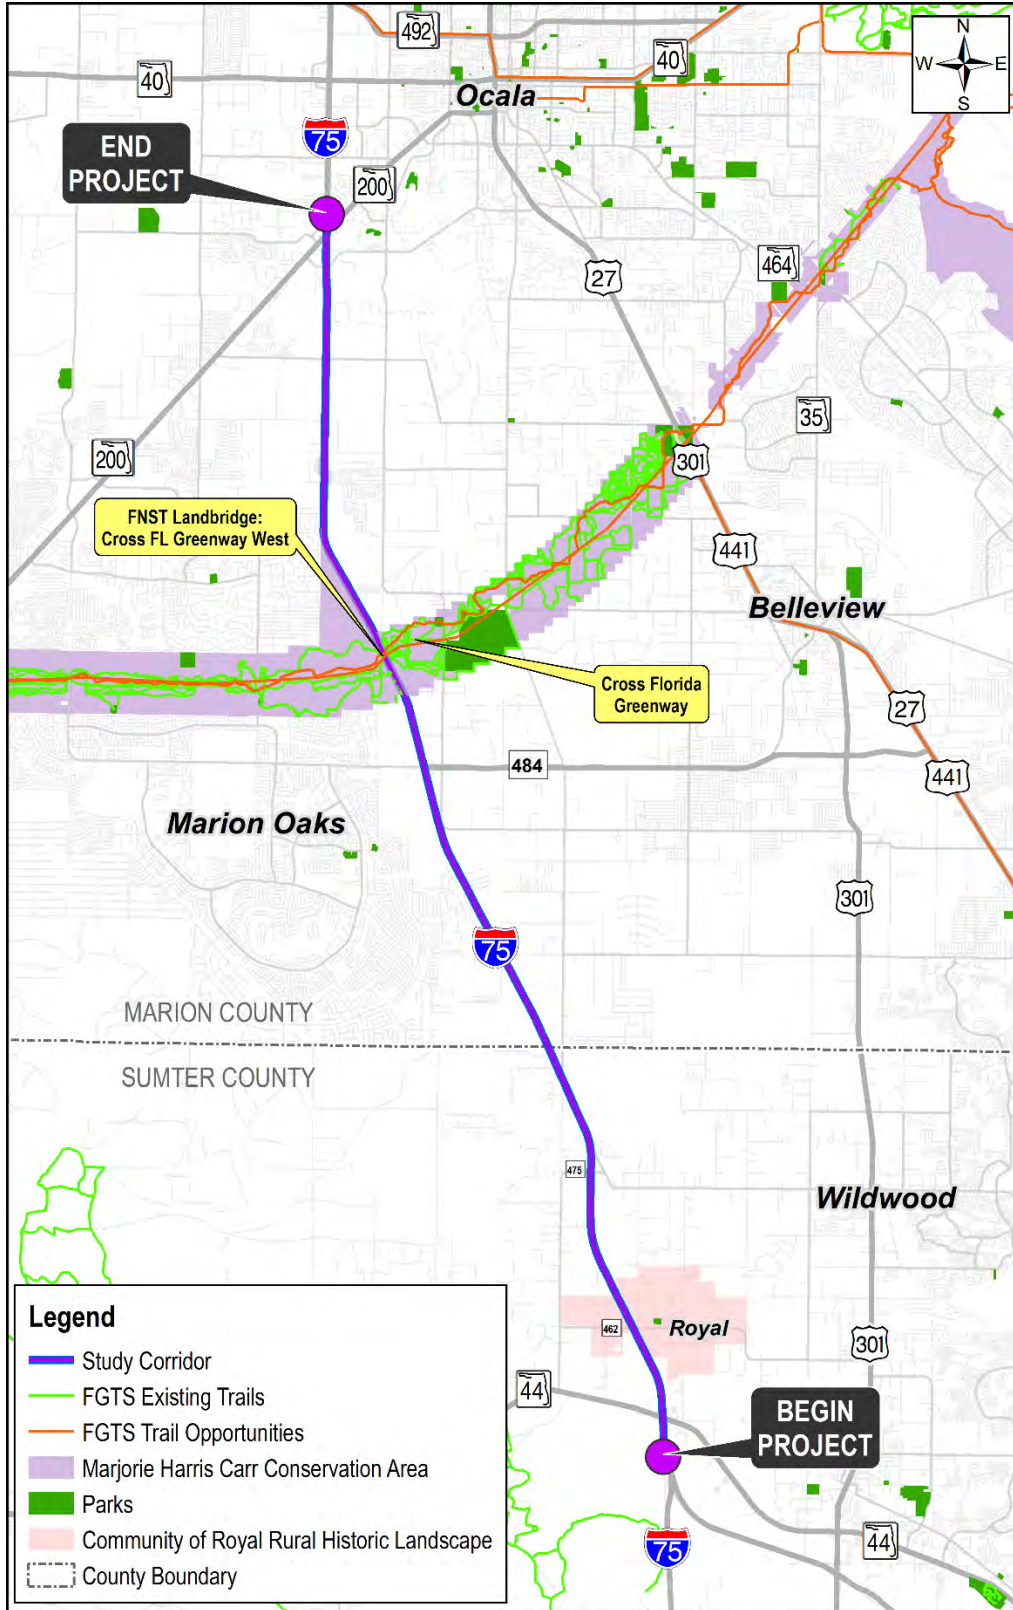 492
N
W
E
S
40
40
Ocala
75
END
PROJECT
200
464
27
35
200
301
FNST Landbridge:
Cross FL Greenway West
441
Belleview
Cross Florida
Greenway
27
484
441
Marion Oaks
301
75
MARION COUNTY
SUMTER COUNTY
475
Wildwood
462
Royal
301
44
BEGIN
PROJECT
44
75
Legend
Study Corridor
FGTS Existing Trails
FGTS Trail Opportunities
Marjorie Harris Carr Conservation Area
Parks
Community of Royal Rural Historic Landscape
County Boundary